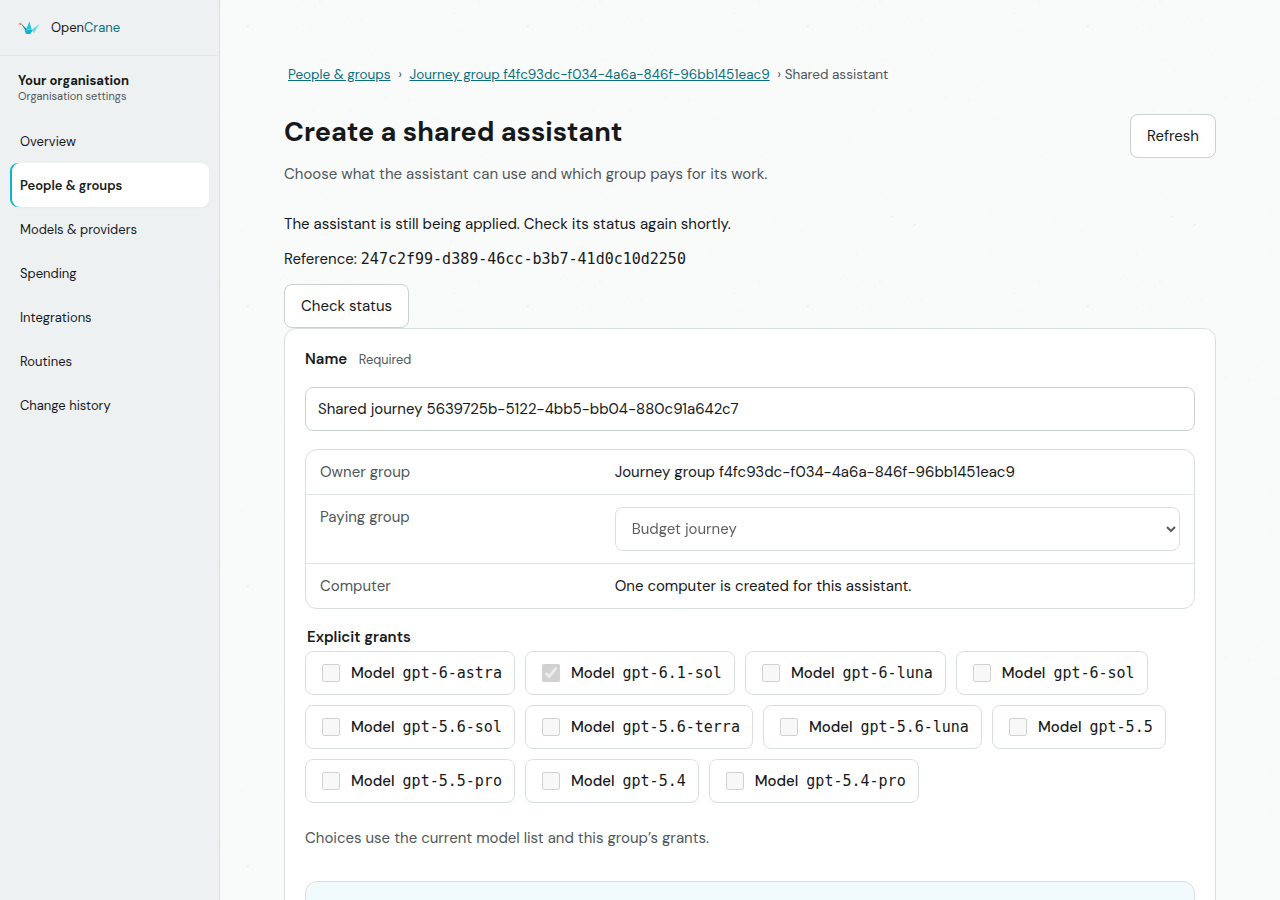 OpenCrane
Your organisation
Organisation settings
Overview
People & groups
Models & providers
Spending
Integrations
Routines
Change history
People & groups › Journey group f4fc93dc-f034-4a6a-846f-96bb1451eac9 › Shared assistant
Create a shared assistant
Refresh
Choose what the assistant can use and which group pays for its work.
The assistant is still being applied. Check its status again shortly.
Reference: 247c2f99-d389-46cc-b3b7-41d0c10d2250
Check status
Name Required
Shared journey 5639725b-5122-4bb5-bb04-880c91a642c7
Owner group Journey group f4fc93dc-f034-4a6a-846f-96bb1451eac9
Paying group Budget journey
Computer One computer is created for this assistant.
Explicit grants
Model gpt-6-astra Model gpt-6.1-sol Model gpt-6-luna Model gpt-6-sol
Model gpt-5.6-sol Model gpt-5.6-terra Model gpt-5.6-luna Model gpt-5.5
Model gpt-5.5-pro Model gpt-5.4 Model gpt-5.4-pro
Choices use the current model list and this group’s grants.